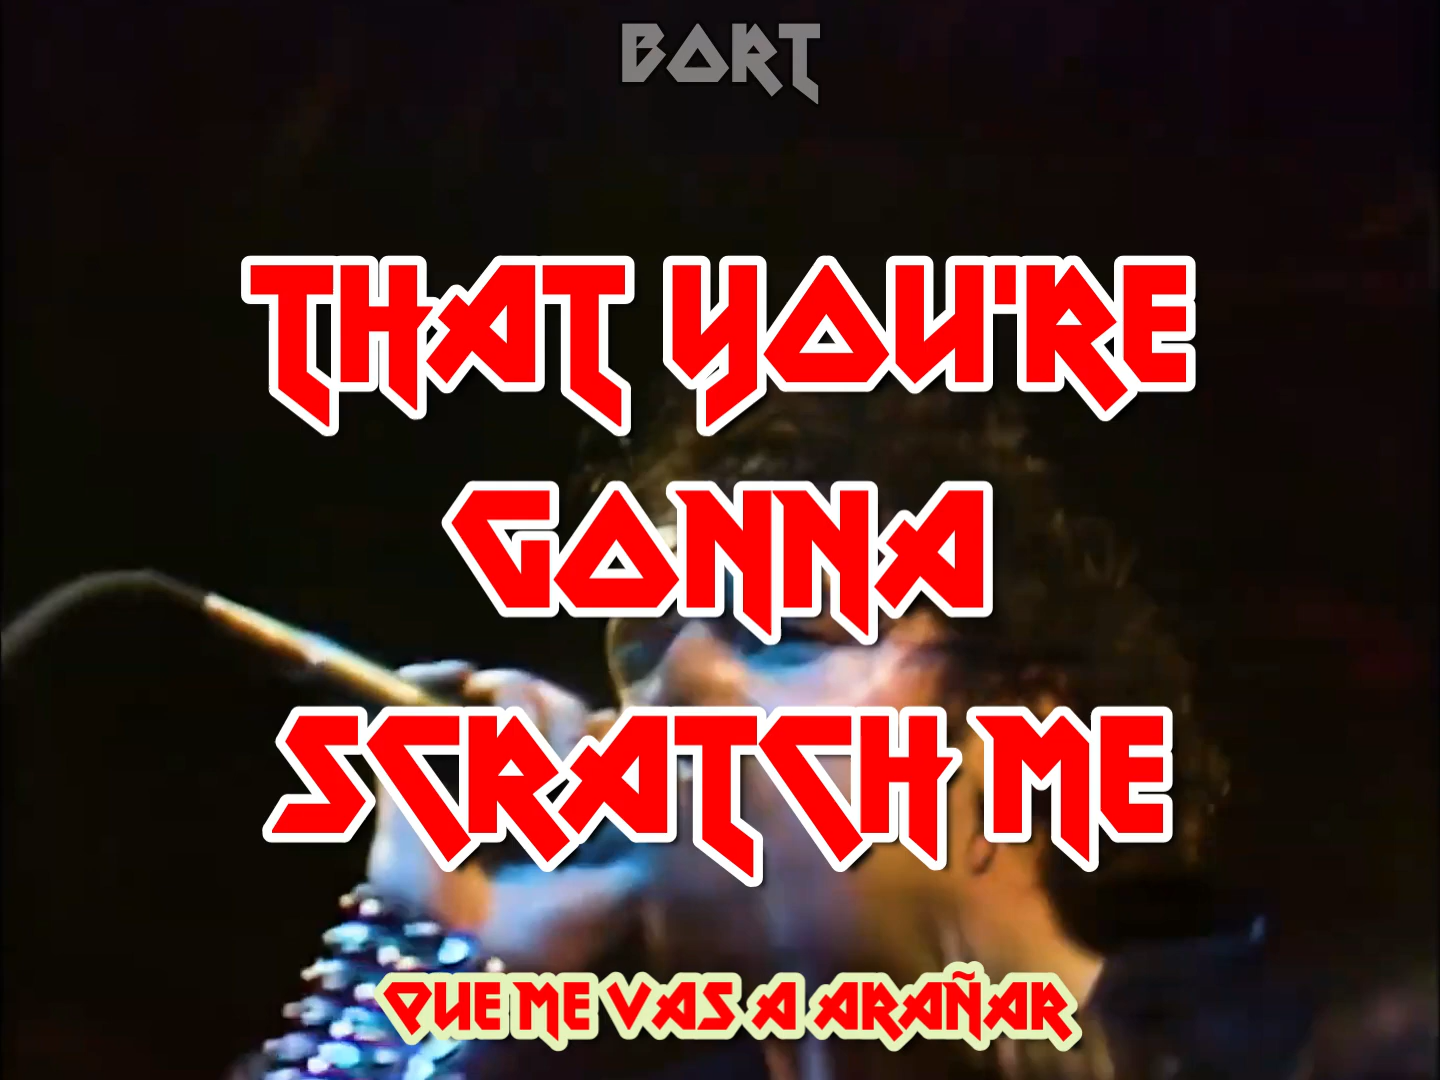 BORT
THAT YOU'RE
GONNA
SCRATCH ME
QUE ME VAS A ARAÑAR